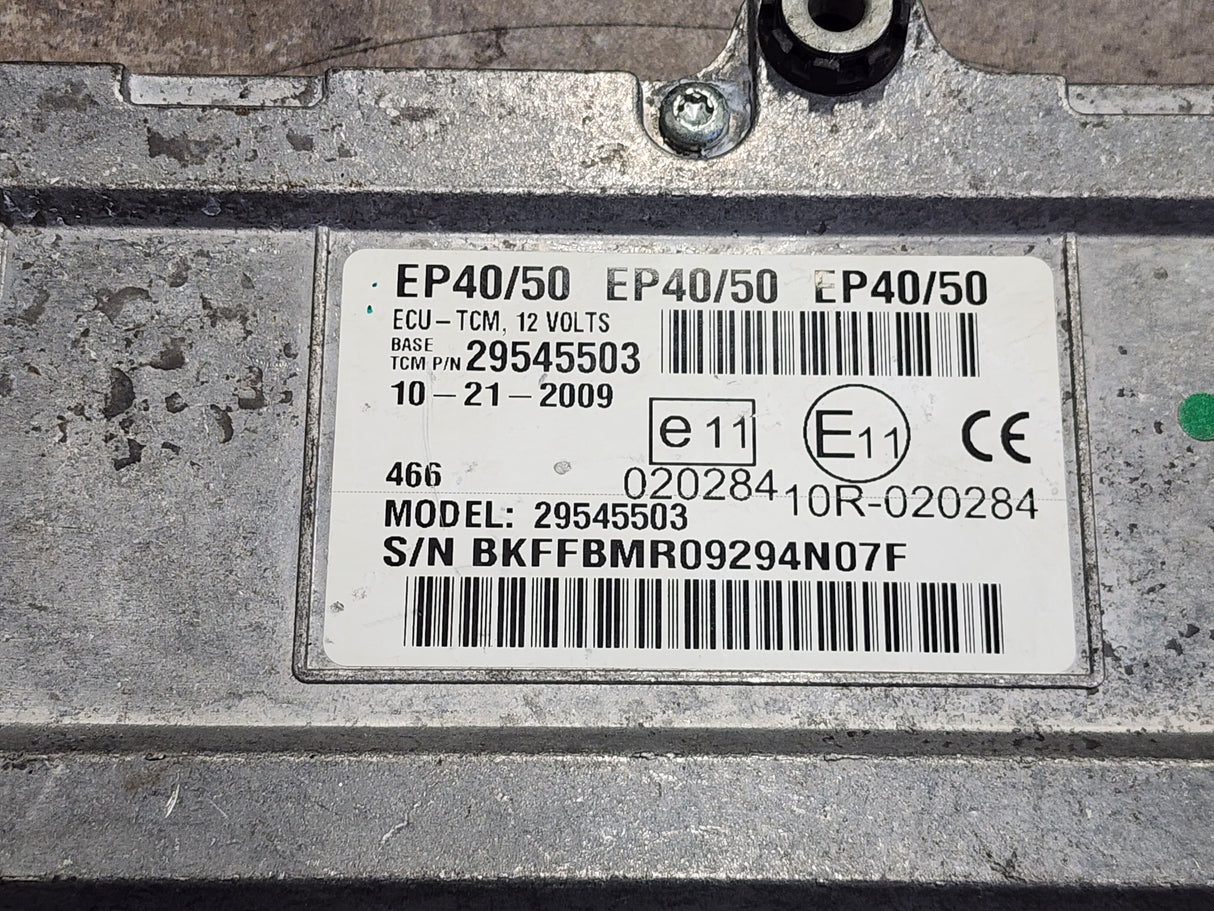 EP40/50 EP40/50 EP40/50
ECU-TCM, 12 VOLTS
BASE
TCM P/N 29545503
10-21-2009
e 11
E11
CE
466
020284
10R-020284
MODEL: 29545503
S/N BKFFBMR09294N07F